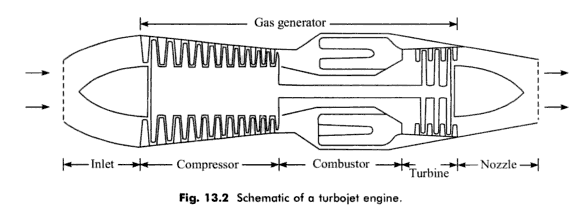 Gas generator
Inlet Compressor Combustor Turbine Nozzle
Fig. 13.2 Schematic of a turbojet engine.